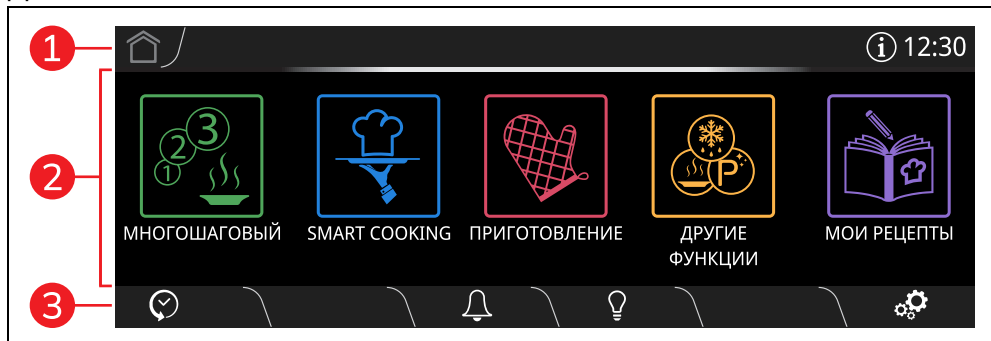 1
12:30
2
1 2 3
P
МНОГОШАГОВЫЙ
SMART COOKING
ПРИГОТОВЛЕНИЕ
ДРУГИЕ
ФУНКЦИИ
МОИ РЕЦЕПТЫ
3